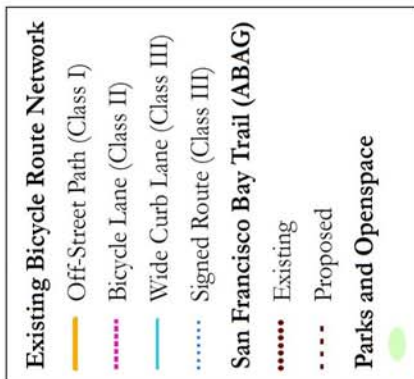 Existing Bicycle Route Network
Off-Street Path (Class I)
Bicycle Lane (Class II)
Wide Curb Lane (Class III)
Signed Route (Class III)
San Francisco Bay Trail (ABAG)
Existing
Proposed
Parks and Openspace